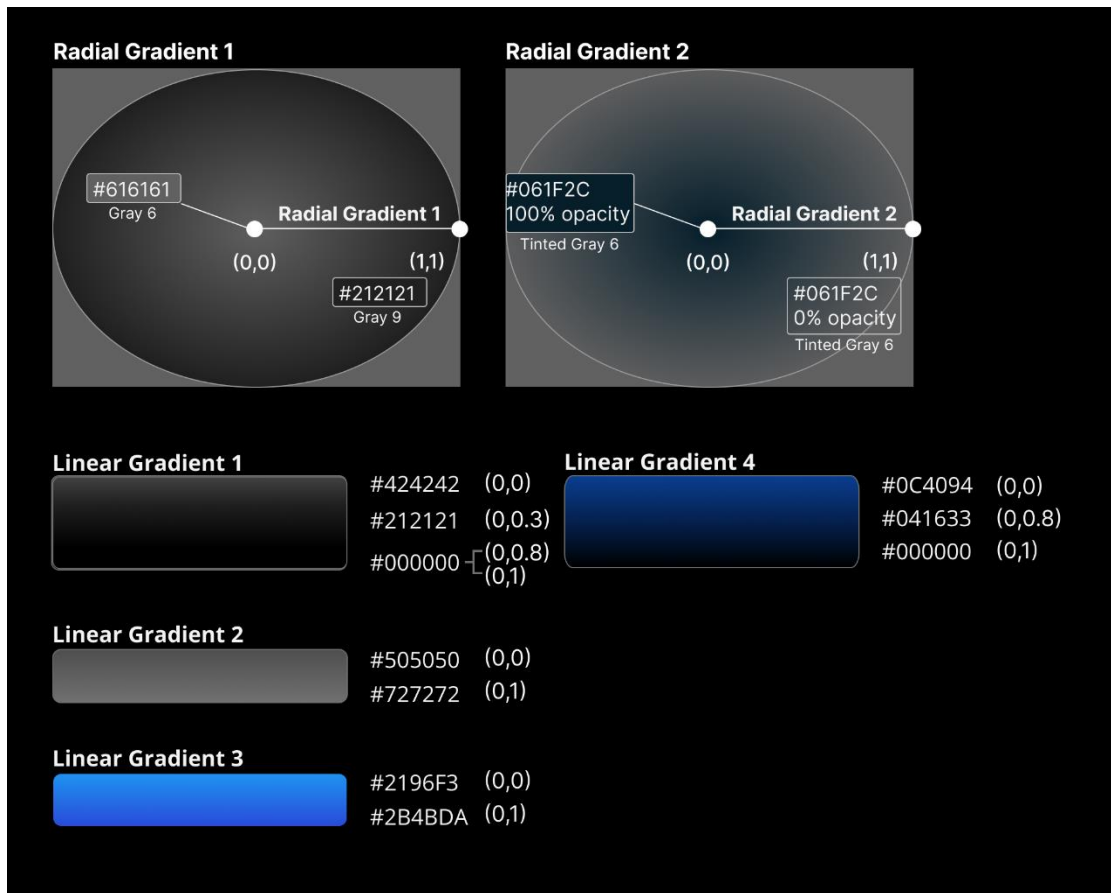 Radial Gradient 1
#616161
Gray 6
Radial Gradient 1
(0,0)
(1,1)
#212121
Gray 9
Radial Gradient 2
#061F2C
100% opacity
Tinted Gray 6
Radial Gradient 2
(0,0)
(1,1)
#061F2C
0% opacity
Tinted Gray 6
Linear Gradient 1
#424242 (0,0)
#212121 (0,0.3)
#000000 (0,0.8)
(0,1)
Linear Gradient 4
#0C4094 (0,0)
#041633 (0,0.8)
#000000 (0,1)
Linear Gradient 2
#505050 (0,0)
#727272 (0,1)
Linear Gradient 3
#2196F3 (0,0)
#2B4BDA (0,1)